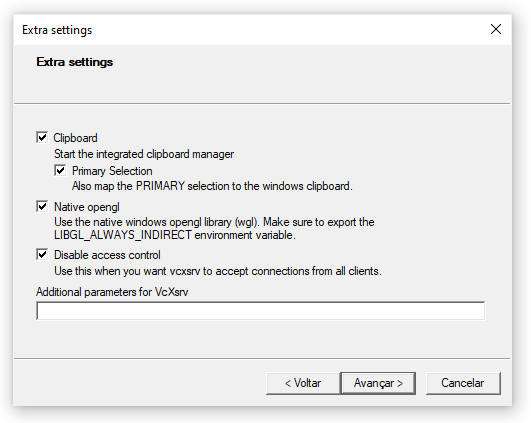 Extra settings
Extra settings
Clipboard
Start the integrated clipboard manager
Primary Selection
Also map the PRIMARY selection to the windows clipboard.
Native opengl
Use the native windows opengl library (wgl). Make sure to export the
LIBGL_ALWAYS_INDIRECT environment variable.
Disable access control
Use this when you want vcxsrv to accept connections from all clients.
Additional parameters for VcXsrv
< Voltar
Avançar >
Cancelar